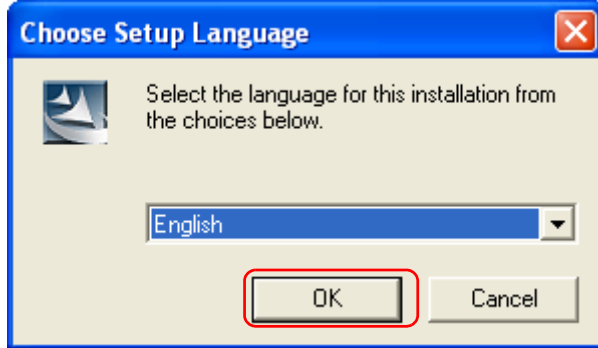 Choose Setup Language
Select the language for this installation from
the choices below.
English
OK
Cancel